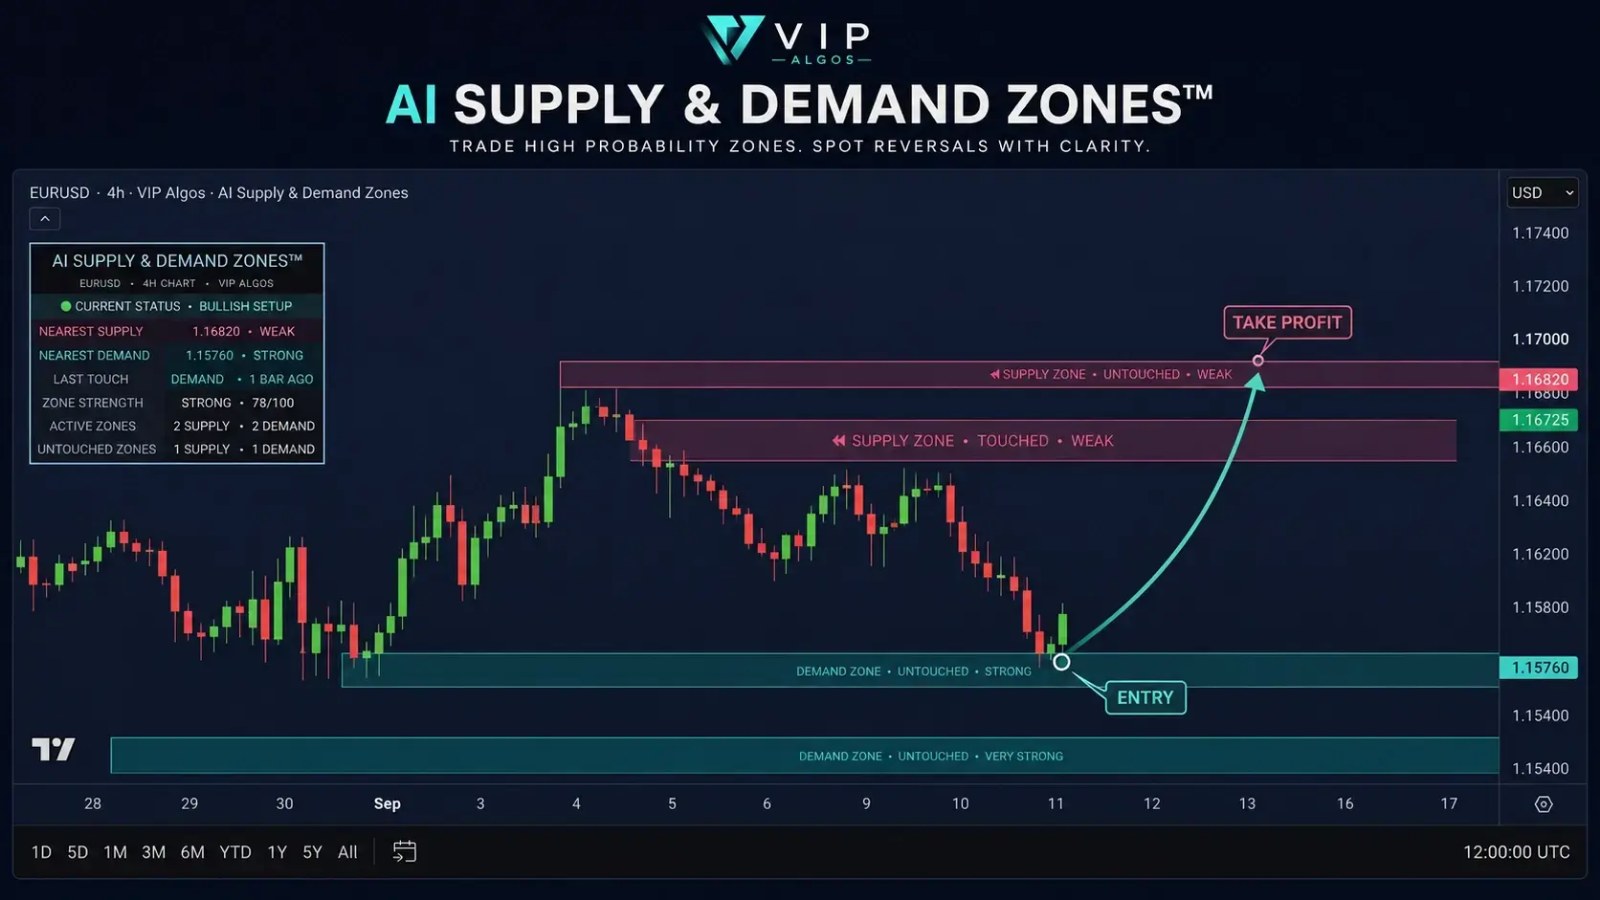 VIP
ALGOS
AI SUPPLY & DEMAND ZONES™
TRADE HIGH PROBABILITY ZONES. SPOT REVERSALS WITH CLARITY.
EURUSD · 4h · VIP Algos · AI Supply & Demand Zones
USD
AI SUPPLY & DEMAND ZONES™
EURUSD • 4H CHART • VIP ALGOS
CURRENT STATUS • BULLISH SETUP
NEAREST SUPPLY 1.16820 • WEAK
NEAREST DEMAND 1.15760 • STRONG
LAST TOUCH DEMAND • 1 BAR AGO
ZONE STRENGTH STRONG • 78/100
ACTIVE ZONES 2 SUPPLY • 2 DEMAND
UNTOUCHED ZONES 1 SUPPLY • 1 DEMAND
TAKE PROFIT
SUPPLY ZONE • UNTOUCHED • WEAK
SUPPLY ZONE • TOUCHED • WEAK
DEMAND ZONE • UNTOUCHED • STRONG
ENTRY
DEMAND ZONE • UNTOUCHED • VERY STRONG
1.17400
1.17200
1.17000
1.16820
1.16800
1.16725
1.16600
1.16400
1.16200
1.15800
1.15760
1.15400
1.15400
28 29 30 Sep 3 4 5 6 9 10 11 12 13 16 17
1D 5D 1M 3M 6M YTD 1Y 5Y All
12:00:00 UTC